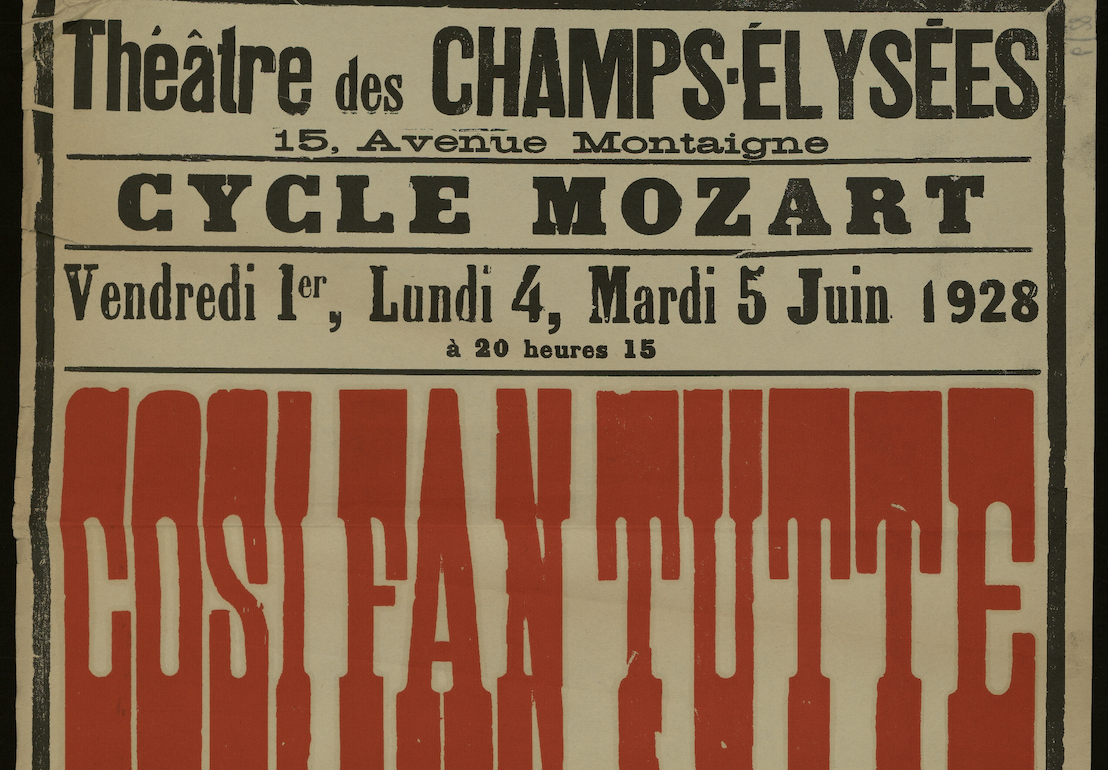 Théâtre des CHAMPS-ÉLYSÉES
15, Avenue Montaigne
CYCLE MOZART
Vendredi 1er, Lundi 4, Mardi 5 Juin 1928
à 20 heures 15
COSI FAN TUTTE